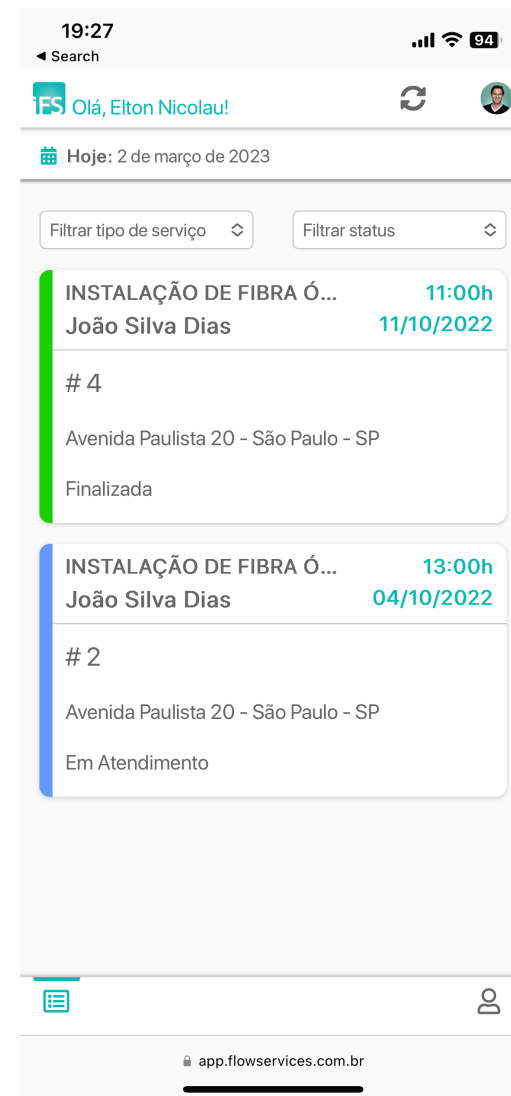 19:27
94
◄ Search
iFS Olá, Elton Nicolau!
Hoje: 2 de março de 2023
Filtrar tipo de serviço
Filtrar status
INSTALAÇÃO DE FIBRA Ó...
11:00h
João Silva Dias
11/10/2022
# 4
Avenida Paulista 20 - São Paulo - SP
Finalizada
INSTALAÇÃO DE FIBRA Ó...
13:00h
João Silva Dias
04/10/2022
# 2
Avenida Paulista 20 - São Paulo - SP
Em Atendimento
app.flowservices.com.br